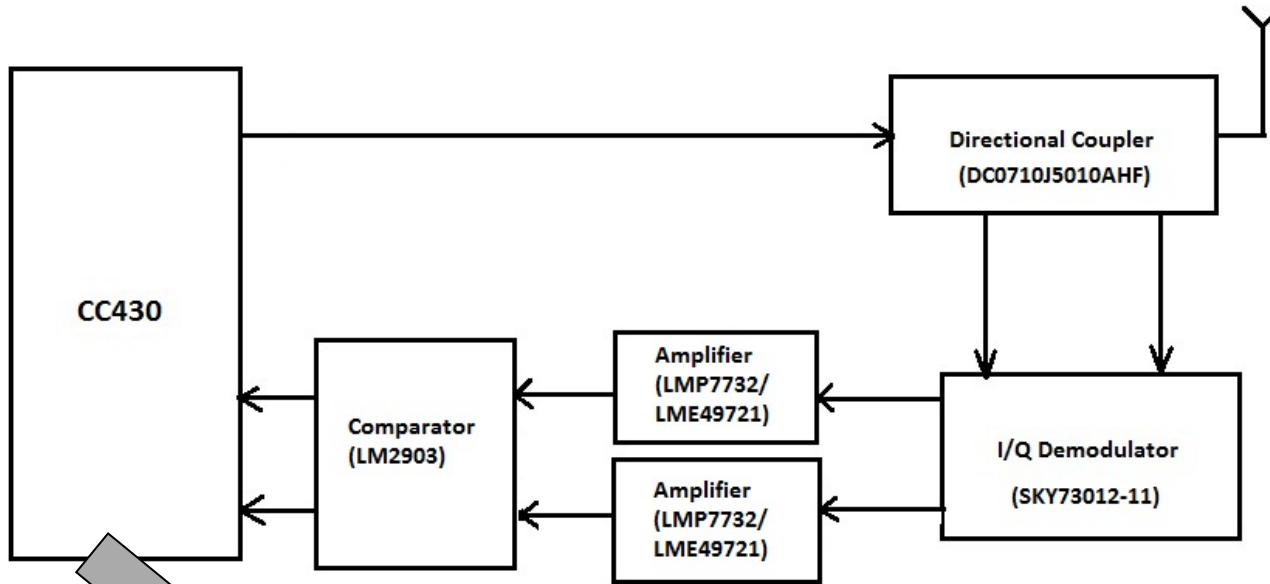 Directional Coupler
(DC0710J5010AHF)
CC430
Comparator
(LM2903)
Amplifier
(LMP7732/
LME49721)
Amplifier
(LMP7732/
LME49721)
I/Q Demodulator
(SKY73012-11)